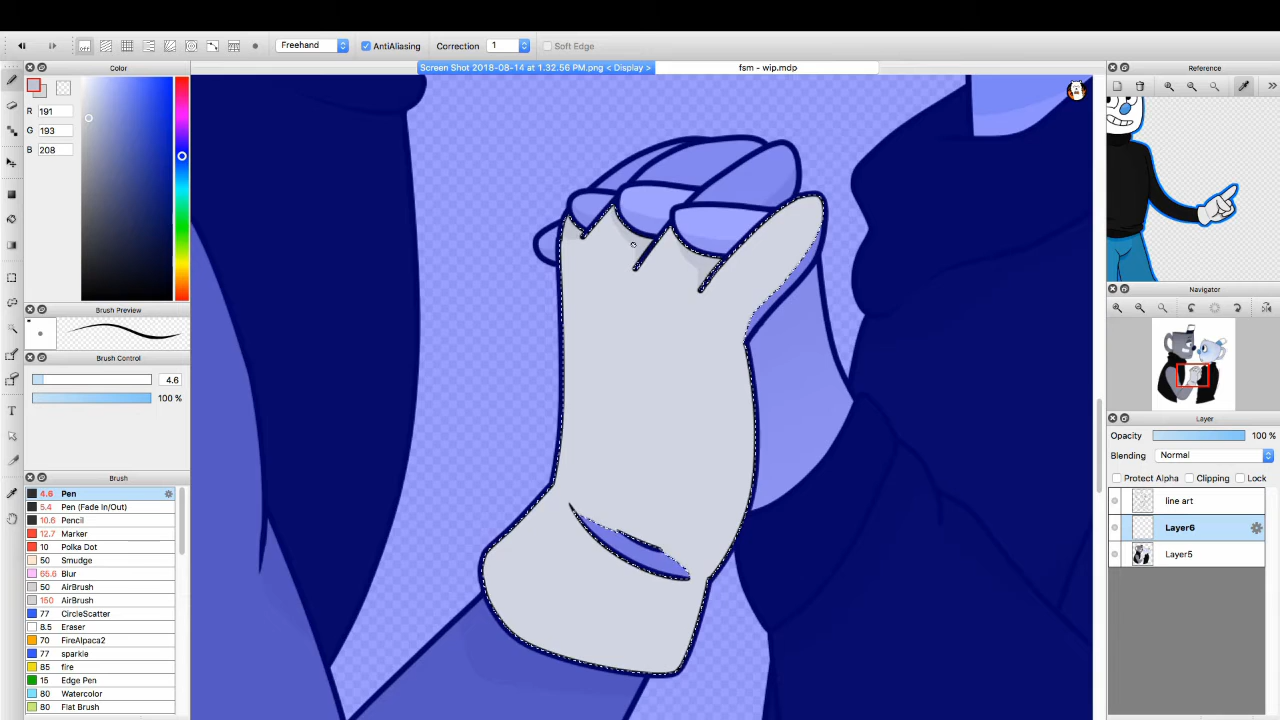 Freehand AntiAliasing Correction 1 Soft Edge
Color
Screen Shot 2018-08-14 at 1.32.56 PM.png < Display >
fsm - wip.mdp
Reference
R 191
G 193
B 208
Brush Preview
Navigator
Brush Control
4.6
100 %
Layer
Opacity 100 %
Blending Normal
Protect Alpha Clipping Lock
line art
Layer6
Layer5
Brush
4.6 Pen
5.4 Pen (Fade In/Out)
10.6 Pencil
12.7 Marker
10 Polka Dot
50 Smudge
65.6 Blur
50 AirBrush
150 AirBrush
77 CircleScatter
8.5 Eraser
70 FireAlpaca2
77 sparkle
85 fire
15 Edge Pen
80 Watercolor
80 Flat Brush
T